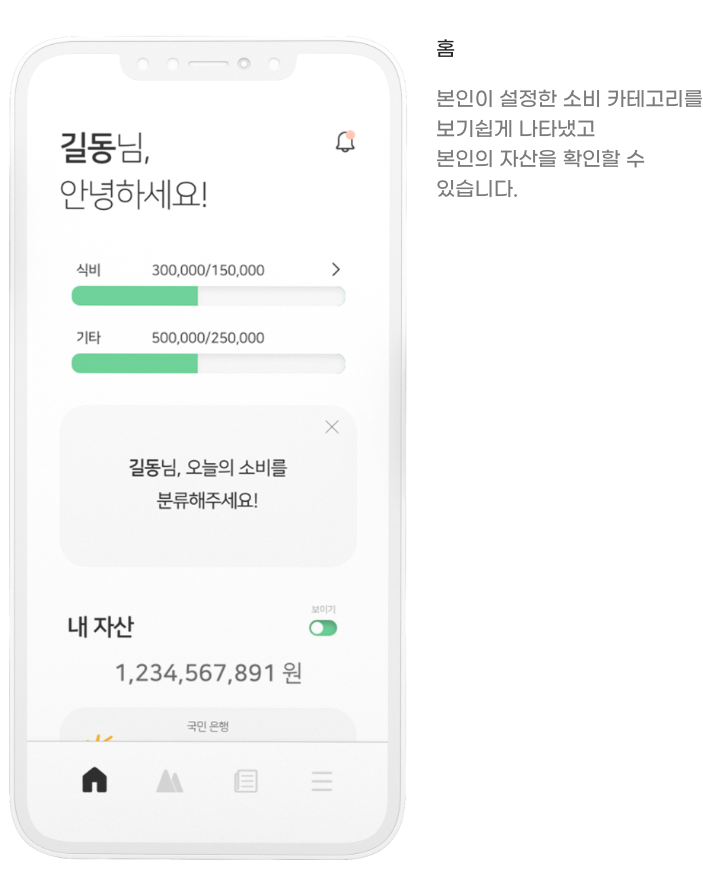 홈
본인이 설정한 소비 카테고리를
보기쉽게 나타냈고
본인의 자산을 확인할 수
있습니다.
길동님,
안녕하세요!
식비 300,000/150,000
기타 500,000/250,000
길동님, 오늘의 소비를
분류해주세요!
보이기
내 자산
1,234,567,891 원
국민 은행